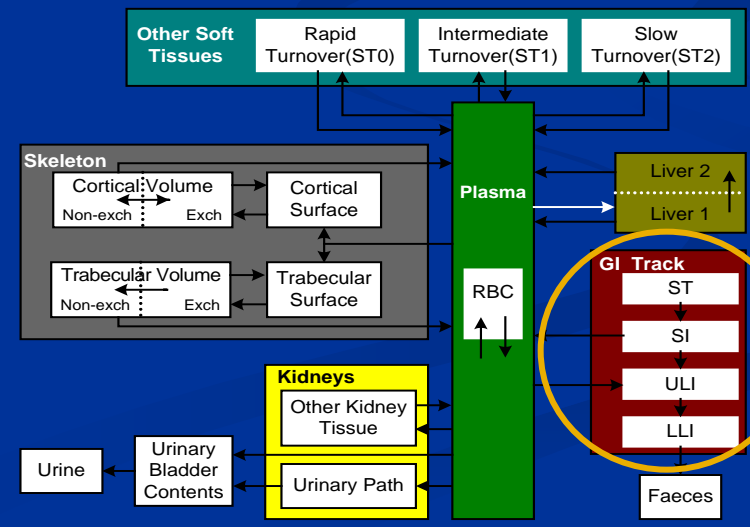 Other Soft
Tissues
Rapid
Turnover(ST0)
Intermediate
Turnover(ST1)
Slow
Turnover(ST2)
Skeleton
Cortical Volume
Non-exch
Exch
Cortical
Surface
Trabecular Volume
Non-exch
Exch
Trabecular
Surface
Plasma
RBC
Liver 2
Liver 1
GI Track
ST
SI
ULI
LLI
Faeces
Kidneys
Other Kidney
Tissue
Urinary Path
Urinary
Bladder
Contents
Urine